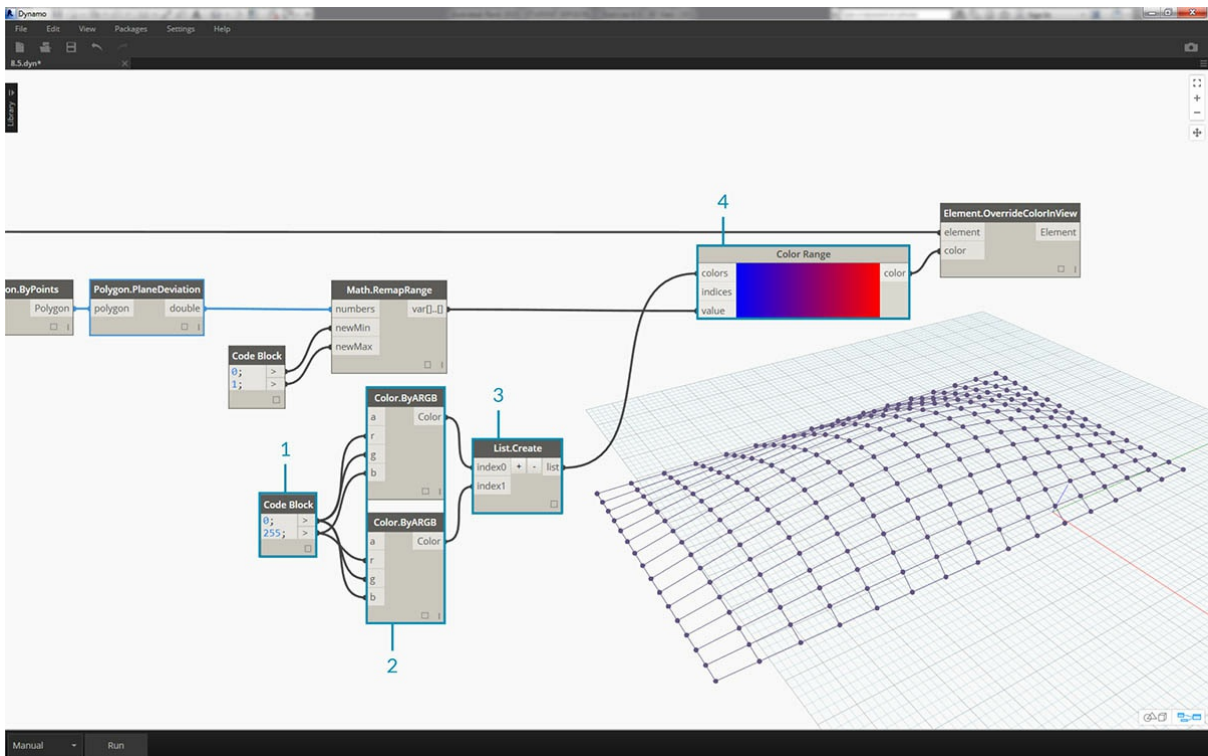 Dynamo
File Edit View Packages Settings Help
8.5.dyn*
Library
4
Element.OverrideColorInView
element Element
color
Color Range
colors color
indices
value
on.ByPoints
Polygon
Polygon.PlaneDeviation
polygon double
Math.RemapRange
numbers var[]..[]
newMin
newMax
Code Block
0; >
1; >
Color.ByARGB
a Color
r
g
b
3
List.Create
index0 + - list
index1
1
Code Block
0; >
255; >
Color.ByARGB
a Color
r
g
b
2
Manual Run